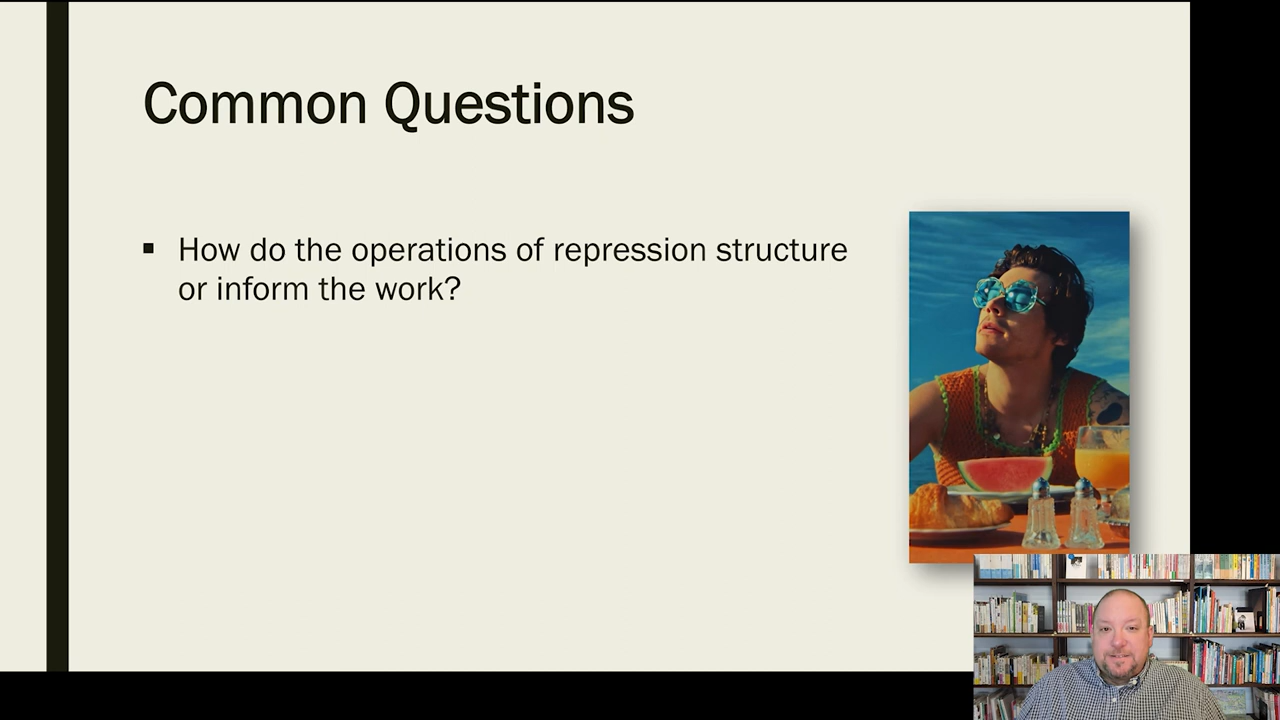 Common Questions
How do the operations of repression structure
or inform the work?